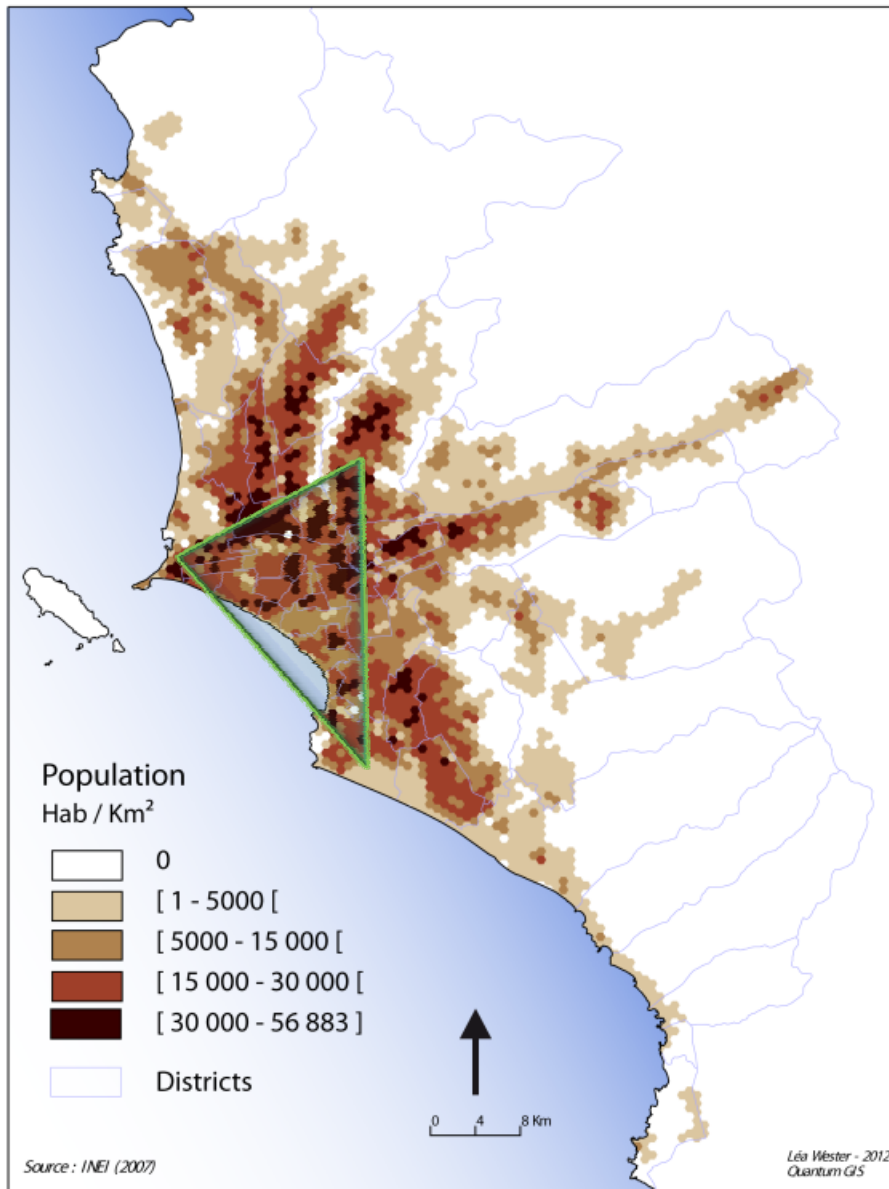 Population
Hab / Km²
0
[ 1 - 5000 [
[ 5000 - 15 000 [
[ 15 000 - 30 000 [
[ 30 000 - 56 883 ]
Districts
0 4 8 Km
Source : INEI (2007)
Léa Wester - 2012
Quantum GIS